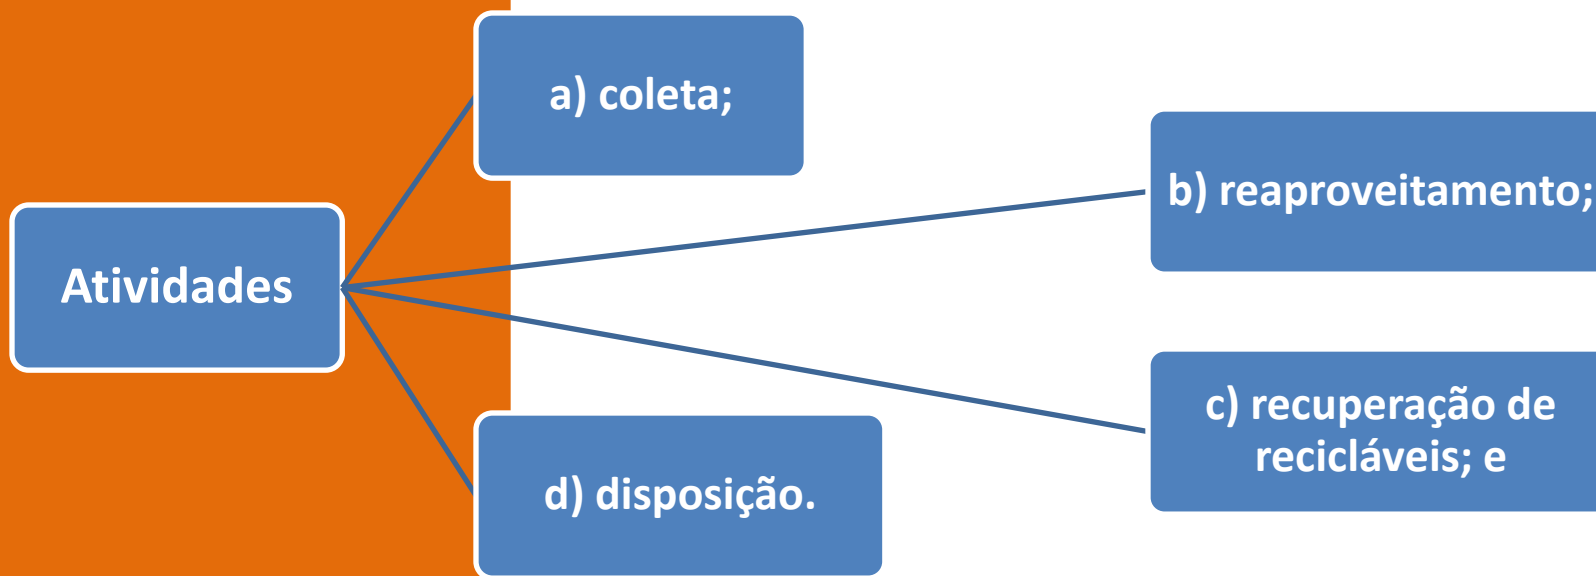 Atividades
a) coleta;
b) reaproveitamento;
c) recuperação de
recicláveis; e
d) disposição.